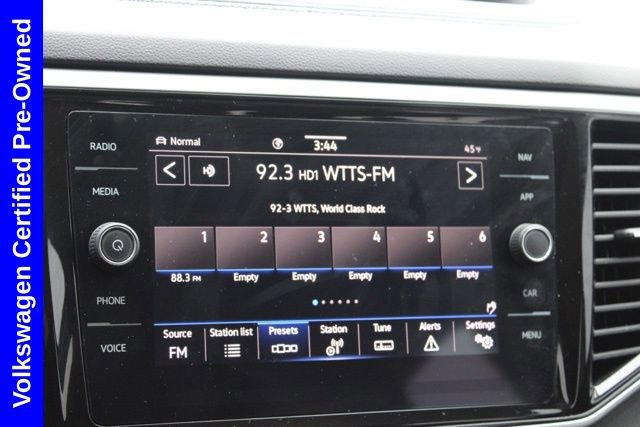 Volkswagen Certified Pre-Owned
RADIO
MEDIA
PHONE
VOICE
Normal
3:44
45°F
92.3 HD1 WTTS-FM
92-3 WTTS, World Class Rock
1 2 3 4 5 6
88.3 FM Empty Empty Empty Empty Empty
Source Station list Presets Station Tune Alerts Settings
FM
NAV
APP
CAR
MENU